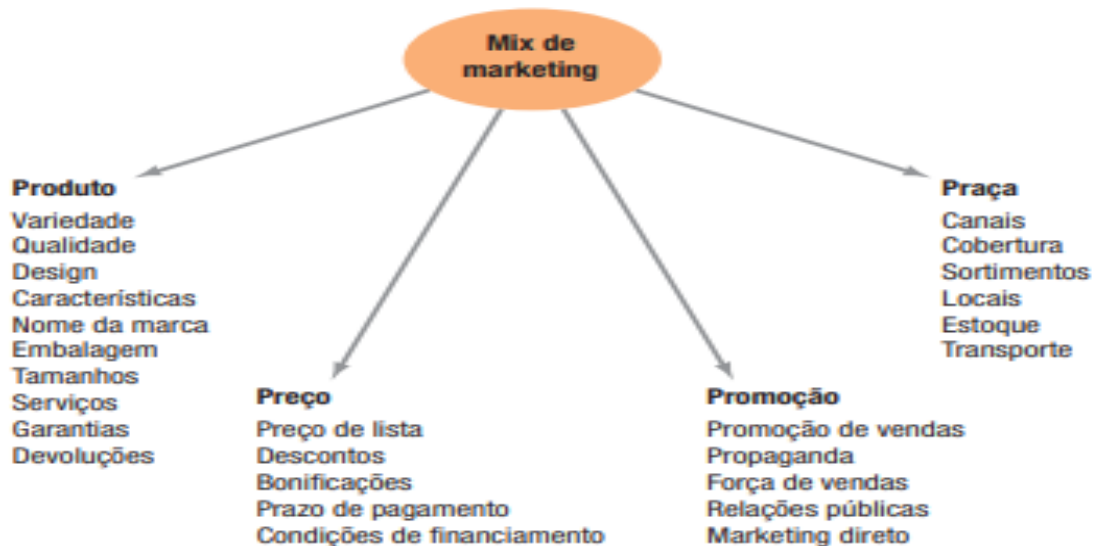 Mix de
marketing
Produto
Variedade
Qualidade
Design
Características
Nome da marca
Embalagem
Tamanhos
Serviços
Garantias
Devoluções
Preço
Preço de lista
Descontos
Bonificações
Prazo de pagamento
Condições de financiamento
Promoção
Promoção de vendas
Propaganda
Força de vendas
Relações públicas
Marketing direto
Praça
Canais
Cobertura
Sortimentos
Locais
Estoque
Transporte